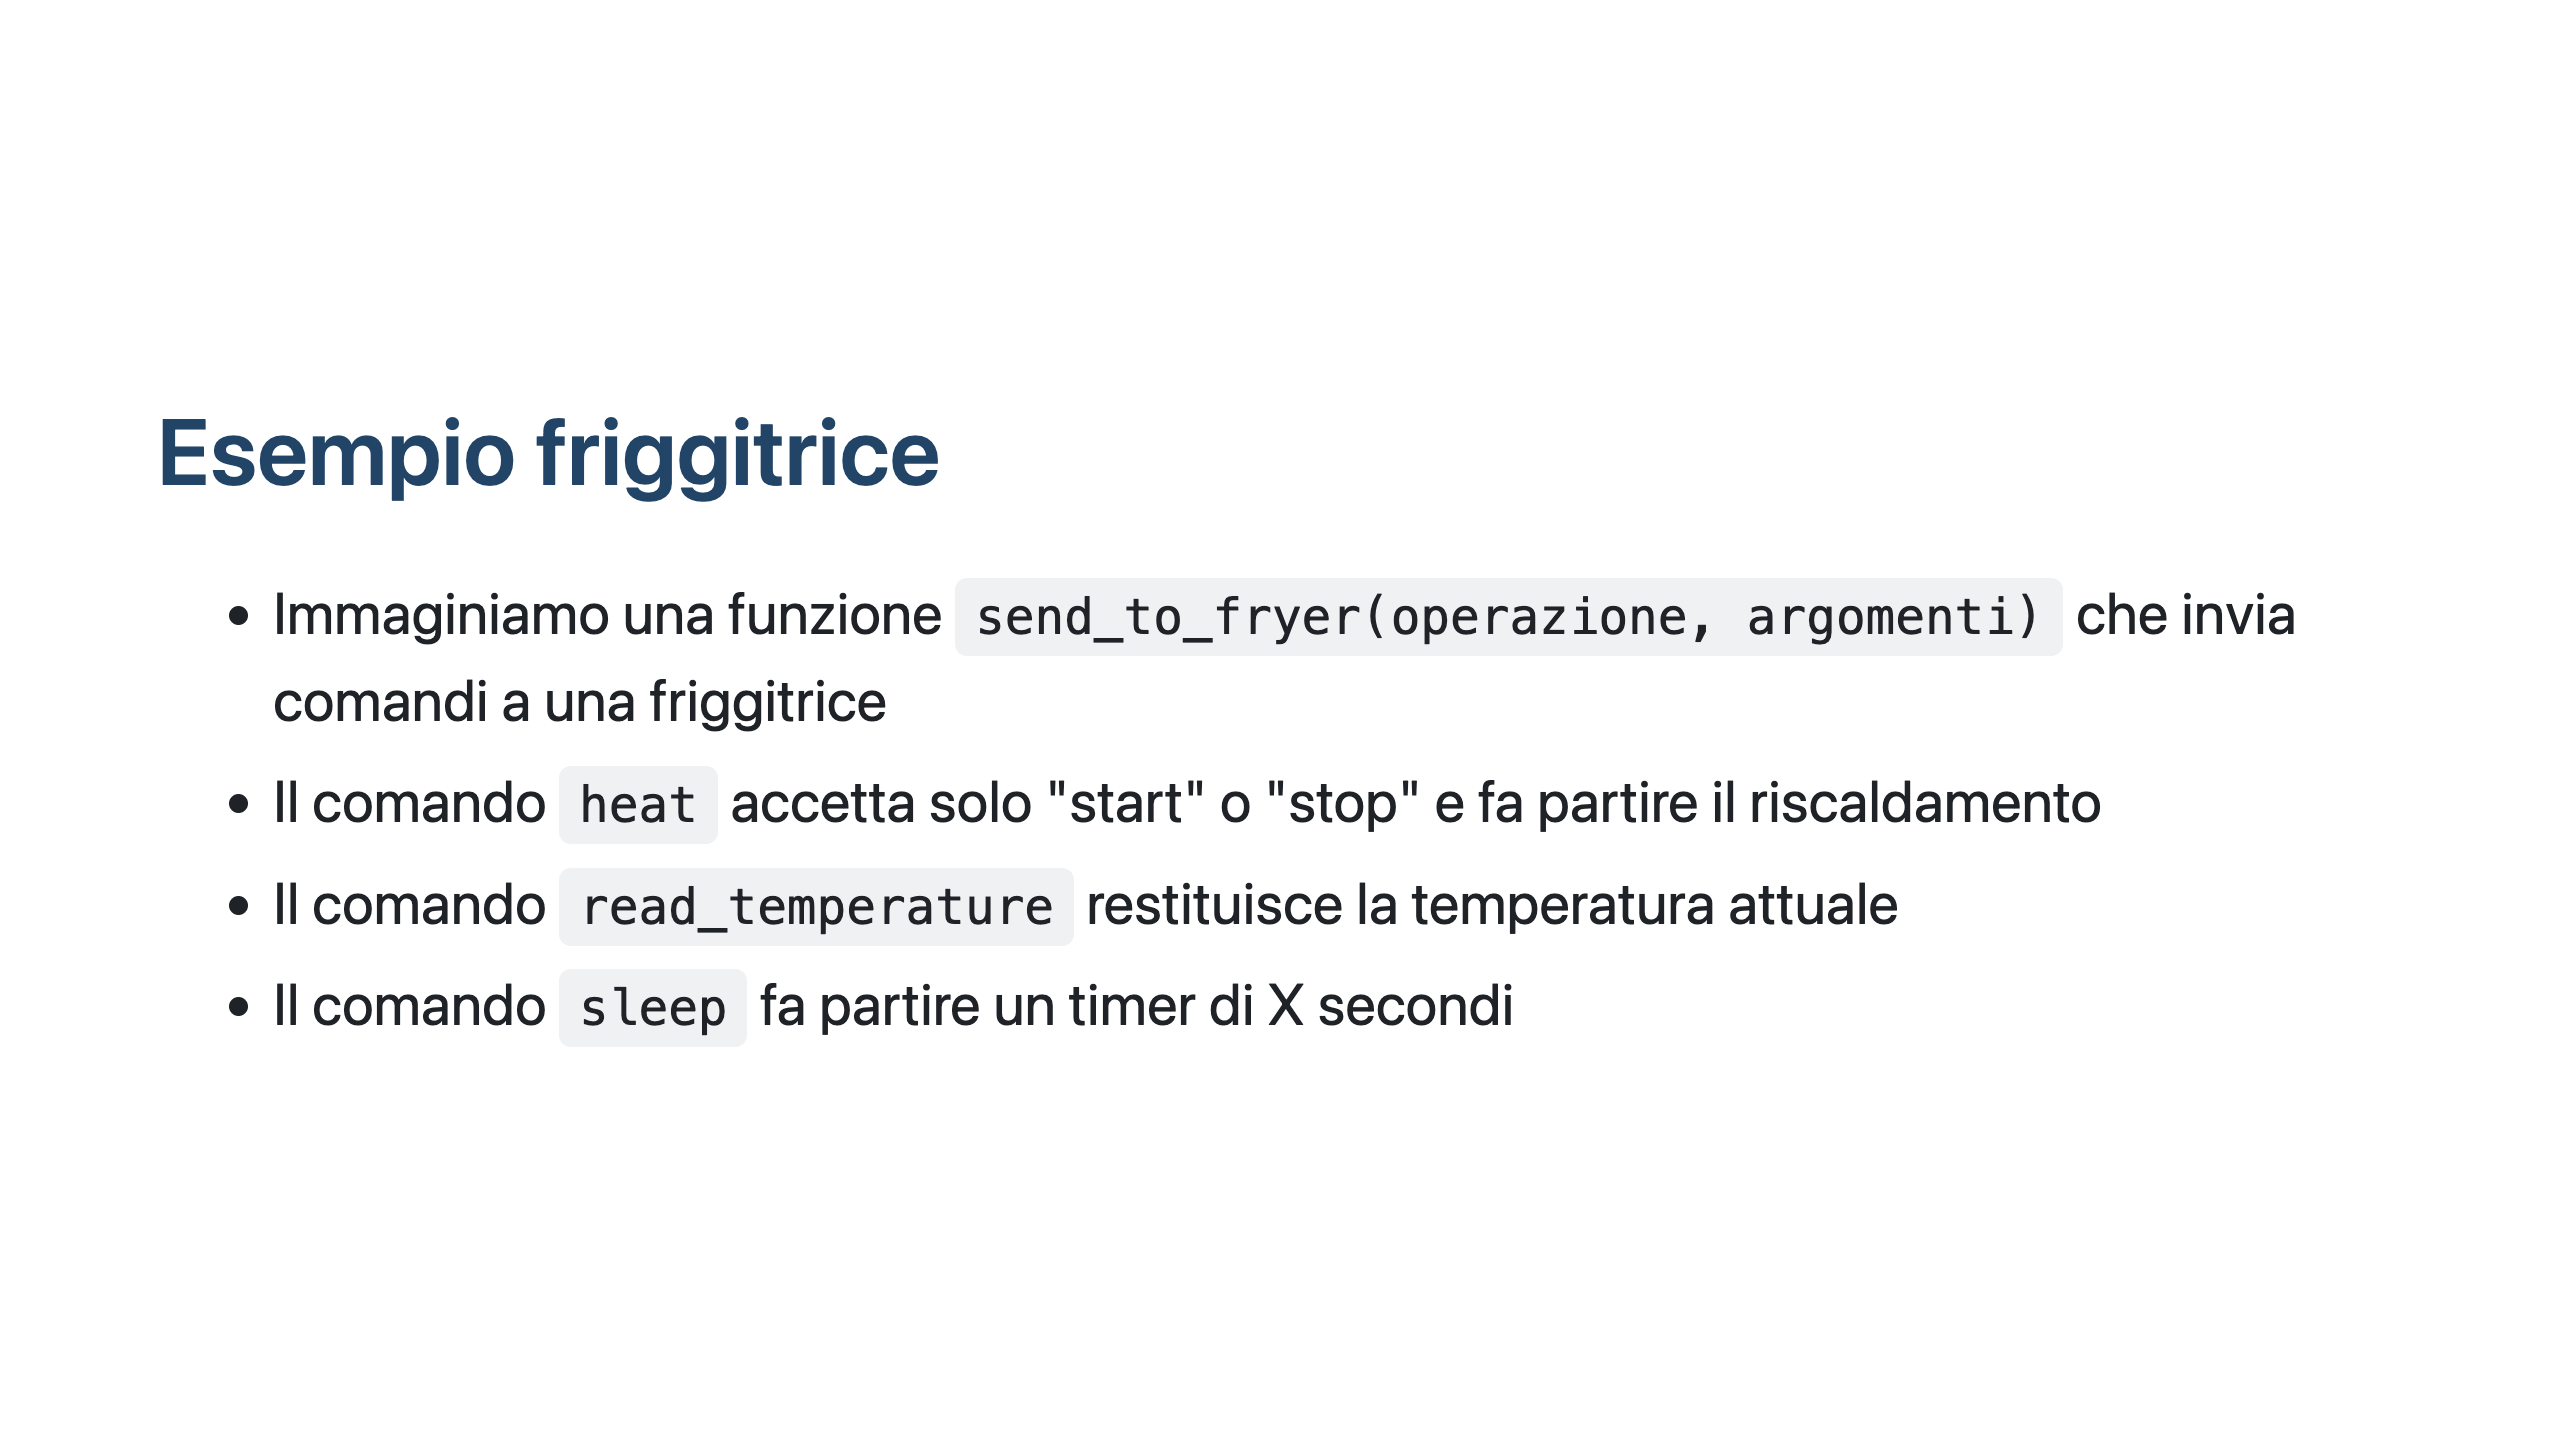 Esempio friggitrice
• Immaginiamo una funzione send_to_fryer(operazione, argomenti) che invia
comandi a una friggitrice
• Il comando heat accetta solo "start" o "stop" e fa partire il riscaldamento
• Il comando read_temperature restituisce la temperatura attuale
• Il comando sleep fa partire un timer di X secondi